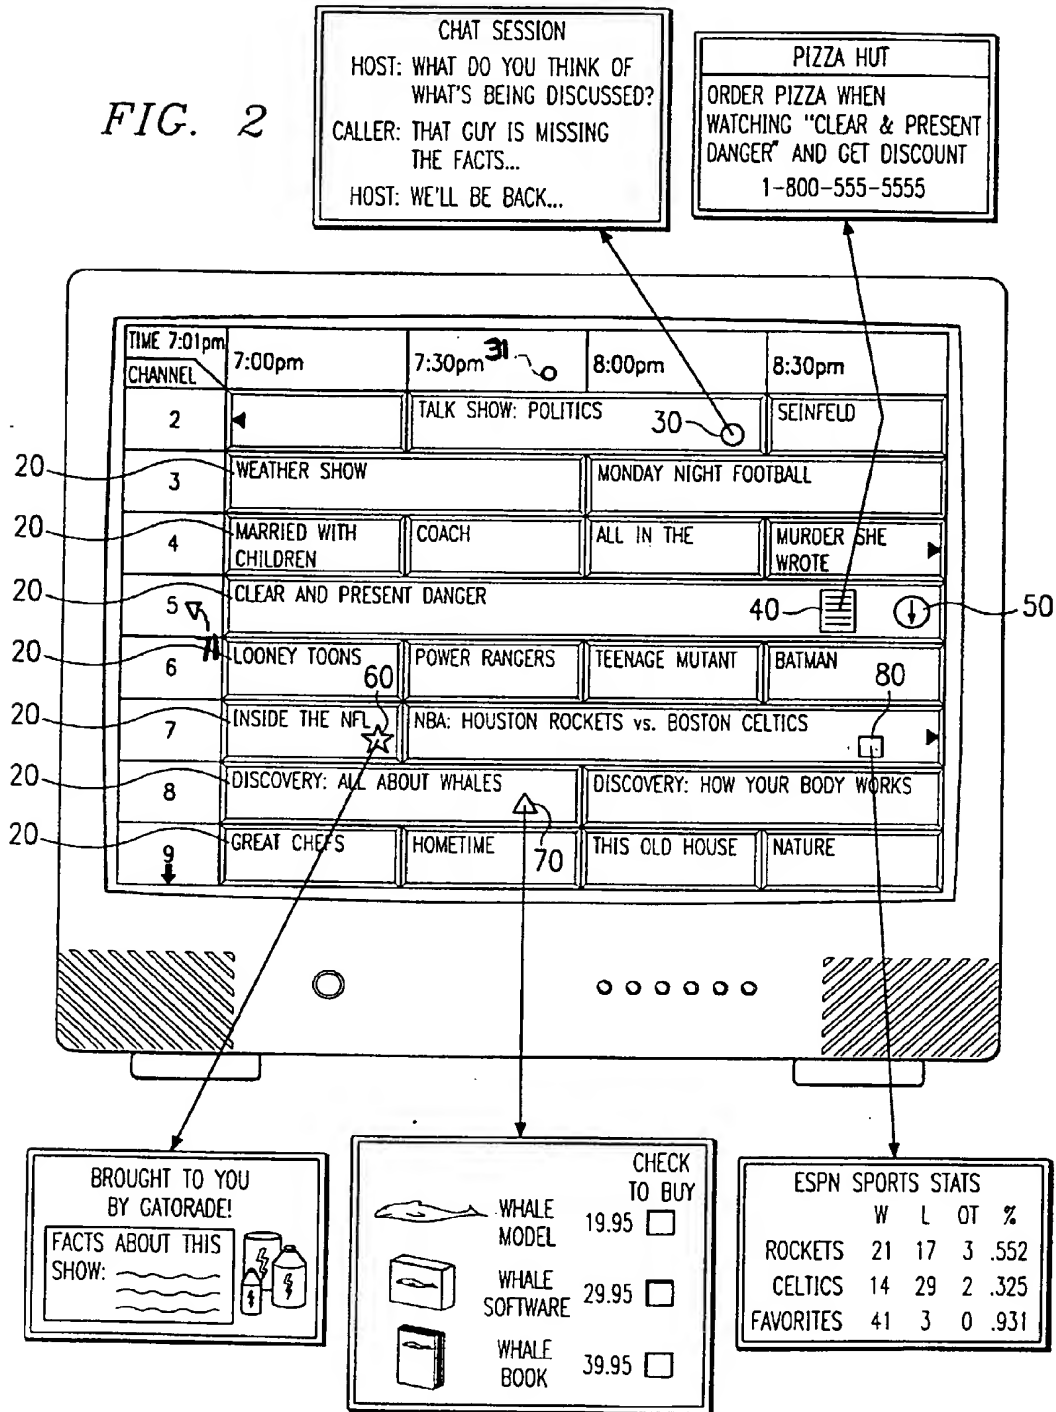 FIG. 2
CHAT SESSION
HOST: WHAT DO YOU THINK OF
WHAT'S BEING DISCUSSED?
CALLER: THAT GUY IS MISSING
THE FACTS...
HOST: WE'LL BE BACK...
PIZZA HUT
ORDER PIZZA WHEN
WATCHING "CLEAR & PRESENT
DANGER" AND GET DISCOUNT
1-800-555-5555
TIME 7:01pm
CHANNEL
7:00pm 7:30pm 31 8:00pm 8:30pm
2 TALK SHOW: POLITICS 30 SEINFELD
20 3 WEATHER SHOW MONDAY NIGHT FOOTBALL
20 4 MARRIED WITH CHILDREN COACH ALL IN THE MURDER SHE WROTE
20 5 CLEAR AND PRESENT DANGER 40 50
20 6 LOONEY TOONS POWER RANGERS TEENAGE MUTANT BATMAN
60 80
20 7 INSIDE THE NFL NBA: HOUSTON ROCKETS vs. BOSTON CELTICS
20 8 DISCOVERY: ALL ABOUT WHALES DISCOVERY: HOW YOUR BODY WORKS
70
20 9 GREAT CHEFS HOMETIME THIS OLD HOUSE NATURE
BROUGHT TO YOU
BY GATORADE!
FACTS ABOUT THIS
SHOW:
CHECK
TO BUY
WHALE
MODEL 19.95
WHALE
SOFTWARE 29.95
WHALE
BOOK 39.95
ESPN SPORTS STATS
W L OT %
ROCKETS 21 17 3 .552
CELTICS 14 29 2 .325
FAVORITES 41 3 0 .931